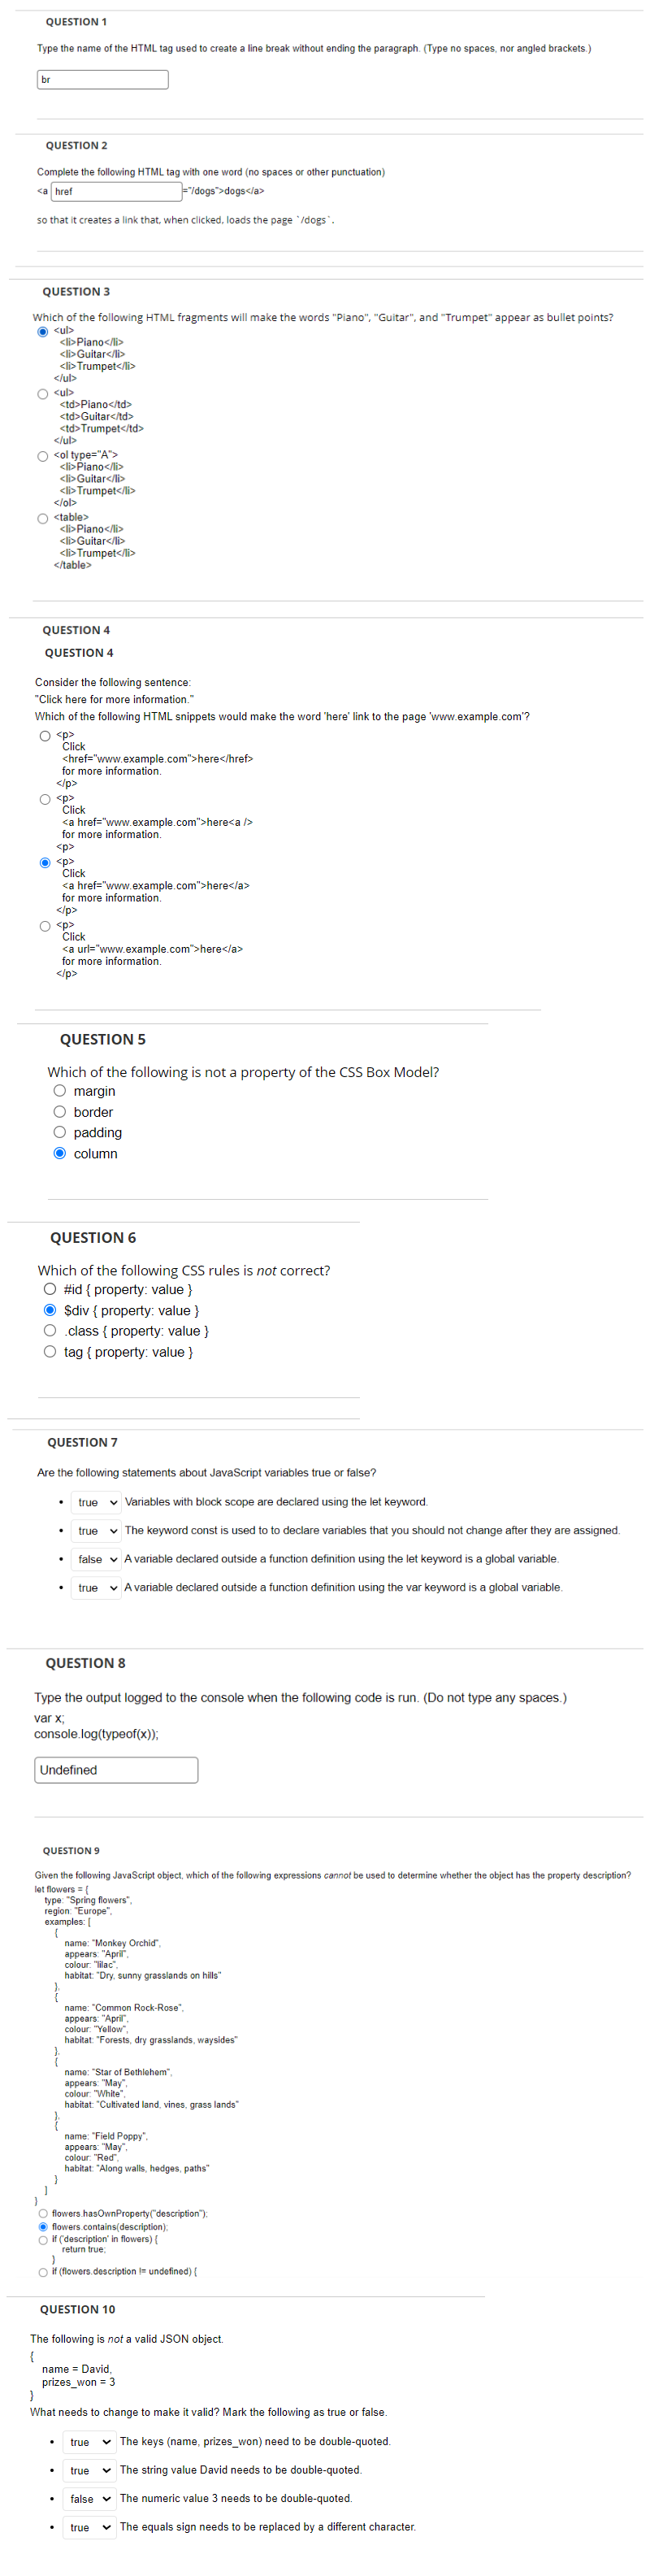 QUESTION 1
Type the name of the HTML tag used to create a line break without ending the paragraph. (Type no spaces, nor angled brackets.)
br
QUESTION 2
Complete the following HTML tag with one word (no spaces or other punctuation)
<a href ="/dogs">dogs</a>
so that it creates a link that, when clicked, loads the page `/dogs`.
QUESTION 3
Which of the following HTML fragments will make the words "Piano", "Guitar", and "Trumpet" appear as bullet points?
<ul>
<li>Piano</li>
<li>Guitar</li>
<li>Trumpet</li>
</ul>
<ul>
<td>Piano</td>
<td>Guitar</td>
<td>Trumpet</td>
</ul>
<ol type="A">
<li>Piano</li>
<li>Guitar</li>
<li>Trumpet</li>
</ol>
<table>
<li>Piano</li>
<li>Guitar</li>
<li>Trumpet</li>
</table>
QUESTION 4
QUESTION 4
Consider the following sentence:
"Click here for more information."
Which of the following HTML snippets would make the word 'here' link to the page 'www.example.com'?
<p>
Click
<href="www.example.com">here</href>
for more information.
</p>
<p>
Click
<a href="www.example.com">here<a />
for more information.
<p>
<p>
Click
<a href="www.example.com">here</a>
for more information.
</p>
<p>
Click
<a url="www.example.com">here</a>
for more information.
</p>
QUESTION 5
Which of the following is not a property of the CSS Box Model?
margin
border
padding
column
QUESTION 6
Which of the following CSS rules is not correct?
#id { property: value }
$div { property: value }
.class { property: value }
tag { property: value }
QUESTION 7
Are the following statements about JavaScript variables true or false?
• true Variables with block scope are declared using the let keyword.
• true The keyword const is used to to declare variables that you should not change after they are assigned.
• false A variable declared outside a function definition using the let keyword is a global variable.
• true A variable declared outside a function definition using the var keyword is a global variable.
QUESTION 8
Type the output logged to the console when the following code is run. (Do not type any spaces.)
var x;
console.log(typeof(x));
Undefined
QUESTION 9
Given the following JavaScript object, which of the following expressions cannot be used to determine whether the object has the property description?
let flowers = {
type: "Spring flowers",
region: "Europe",
examples: [
{
name: "Monkey Orchid",
appears: "April",
colour: "lilac",
habitat: "Dry, sunny grasslands on hills"
},
{
name: "Common Rock-Rose",
appears: "April",
colour: "Yellow",
habitat: "Forests, dry grasslands, waysides"
},
{
name: "Star of Bethlehem",
appears: "May",
colour: "White",
habitat: "Cultivated land, vines, grass lands"
},
{
name: "Field Poppy",
appears: "May",
colour: "Red",
habitat: "Along walls, hedges, paths"
}
]
}
flowers.hasOwnProperty("description");
flowers.contains(description);
if ('description' in flowers) {
return true;
}
if (flowers.description != undefined) {
QUESTION 10
The following is not a valid JSON object.
{
name = David,
prizes_won = 3
}
What needs to change to make it valid? Mark the following as true or false.
• true The keys (name, prizes_won) need to be double-quoted.
• true The string value David needs to be double-quoted.
• false The numeric value 3 needs to be double-quoted.
• true The equals sign needs to be replaced by a different character.